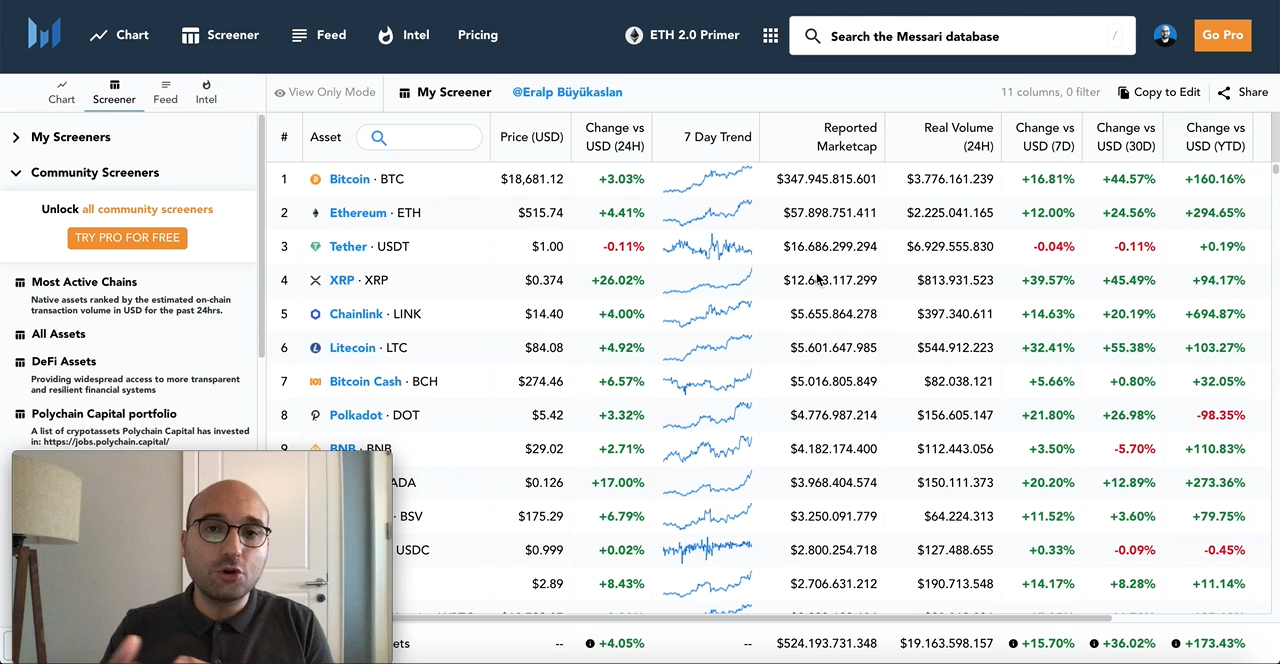 Chart Screener Feed Intel Pricing ETH 2.0 Primer Search the Messari database / Go Pro
Chart Screener Feed Intel View Only Mode My Screener @Eralp Büyükaslan 11 columns, 0 filter Copy to Edit Share
My Screeners
Community Screeners
Unlock all community screeners
TRY PRO FOR FREE
Most Active Chains
Native assets ranked by the estimated on-chain
transaction volume in USD for the past 24hrs.
All Assets
DeFi Assets
Providing widespread access to more transparent
and resilient financial systems
Polychain Capital portfolio
A list of cryptoassets Polychain Capital has invested
in: https://jobs.polychain.capital/
# Asset Price (USD) Change vs USD (24H) 7 Day Trend Reported Marketcap Real Volume (24H) Change vs USD (7D) Change vs USD (30D) Change vs USD (YTD)
1 Bitcoin · BTC $18,681.12 +3.03% $347.945.815.601 $3.776.161.239 +16.81% +44.57% +160.16%
2 Ethereum · ETH $515.74 +4.41% $57.898.751.411 $2.225.041.165 +12.00% +24.56% +294.65%
3 Tether · USDT $1.00 -0.11% $16.686.299.294 $6.929.555.830 -0.04% -0.11% +0.19%
4 XRP · XRP $0.374 +26.02% $813.931.523 +39.57% +45.49% +94.17%
5 Chainlink · LINK $14.40 +4.00% $5.655.864.278 $397.340.611 +14.63% +20.19% +694.87%
6 Litecoin · LTC $84.08 +4.92% $5.601.647.985 $544.912.223 +32.41% +55.38% +103.27%
7 Bitcoin Cash · BCH $274.46 +6.57% $5.016.805.849 $82.038.121 +5.66% +0.80% +32.05%
8 Polkadot · DOT $5.42 +3.32% $4.776.987.214 $156.605.147 +21.80% +26.98% -98.35%
9 BNB · BNB $29.02 +2.71% $4.182.174.400 $112.443.056 +3.50% -5.70% +110.83%
ADA $0.126 +17.00% $3.968.404.574 $150.111.373 +20.20% +12.89% +273.36%
· BSV $175.29 +6.79% $3.250.091.779 $64.224.313 +11.52% +3.60% +79.75%
USDC $0.999 +0.02% $2.800.254.718 $127.488.655 +0.33% -0.09% -0.45%
$2.89 +8.43% $2.706.631.212 $190.713.548 +14.17% +8.28% +11.14%
ets -- +4.05% -- $524.193.731.348 $19.163.598.157 +15.70% +36.02% +173.43%